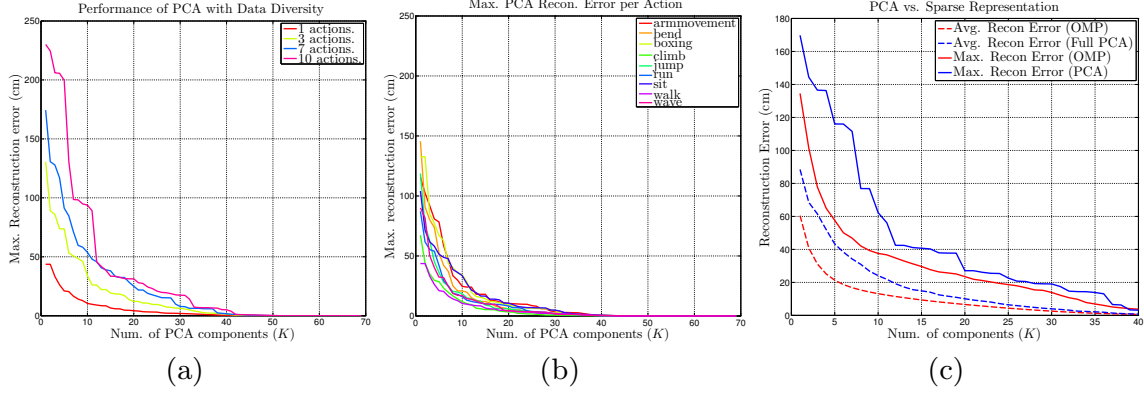 Performance of PCA with Data Diversity
Max. Reconstruction error (cm)
250
200
150
100
50
0
1 actions.
3 actions.
7 actions.
10 actions.
0 10 20 30 40 50 60 70
Num. of PCA components (K)
(a)
Max. PCA Recon. Error per Action
Max. reconstruction error (cm)
250
200
150
100
50
0
armmovement
bend
boxing
climb
jump
run
sit
walk
wave
0 10 20 30 40 50 60 70
Num. of PCA components (K)
(b)
PCA vs. Sparse Representation
Reconstruction Error (cm)
180
160
140
120
100
80
60
40
20
0
Avg. Recon Error (OMP)
Avg. Recon Error (Full PCA)
Max. Recon Error (OMP)
Max. Recon Error (PCA)
0 5 10 15 20 25 30 35 40
Num. of components (K)
(c)